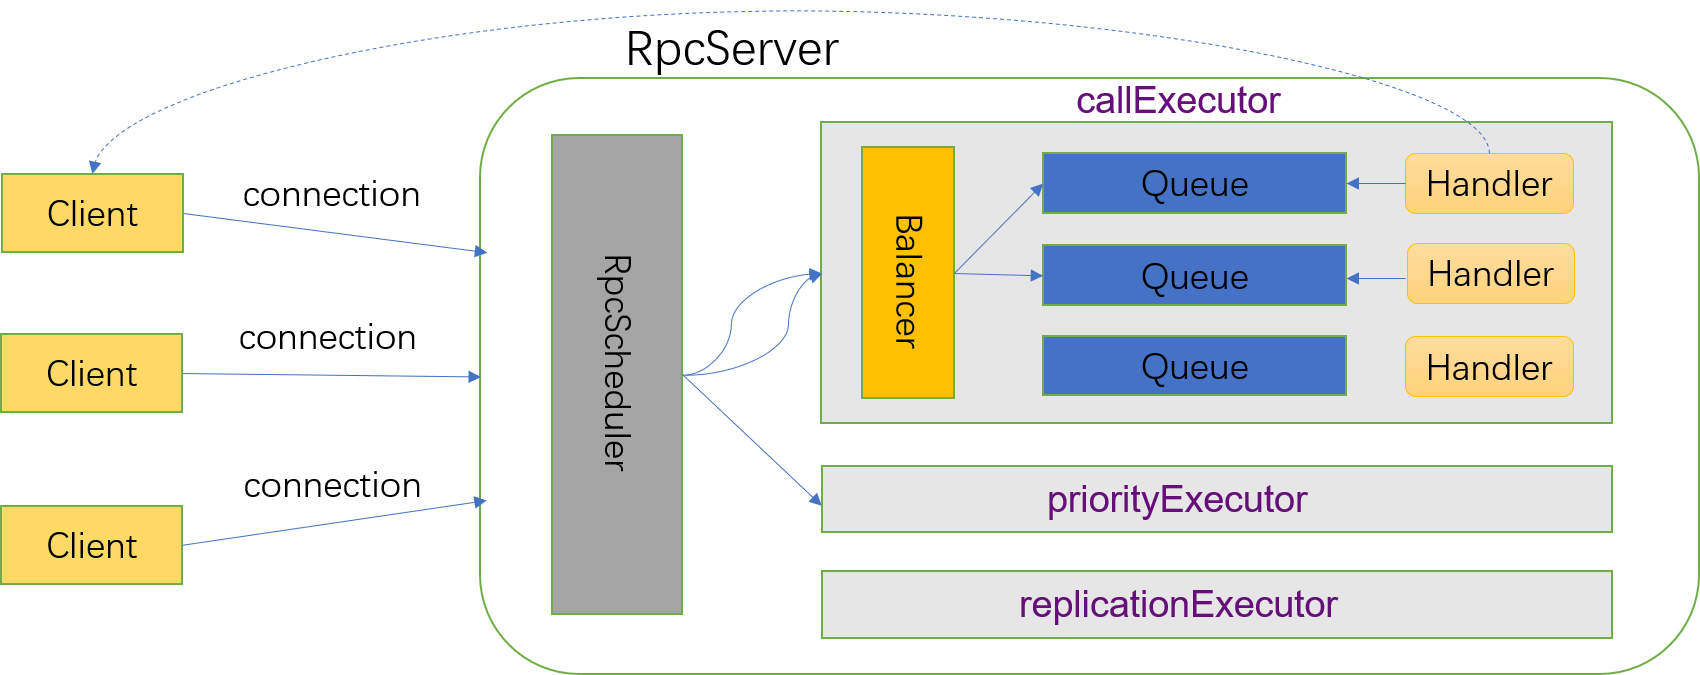 RpcServer
callExecutor
Client
connection
Client
connection
Client
connection
RpcScheduler
Balancer
Queue
Handler
Queue
Handler
Queue
Handler
priorityExecutor
replicationExecutor